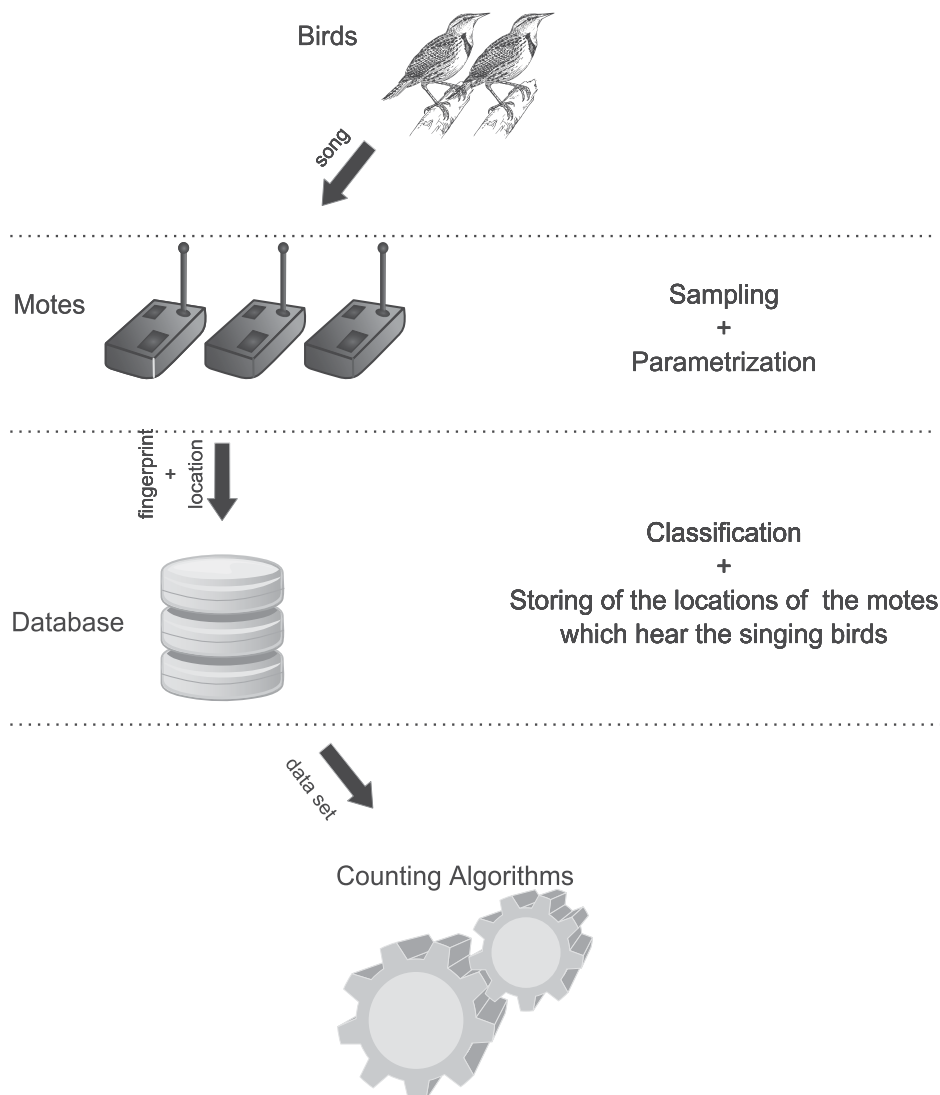 Birds
song
Motes
Sampling
+
Parametrization
fingerprint
+
location
Database
Classification
+
Storing of the locations of the motes
which hear the singing birds
data set
Counting Algorithms